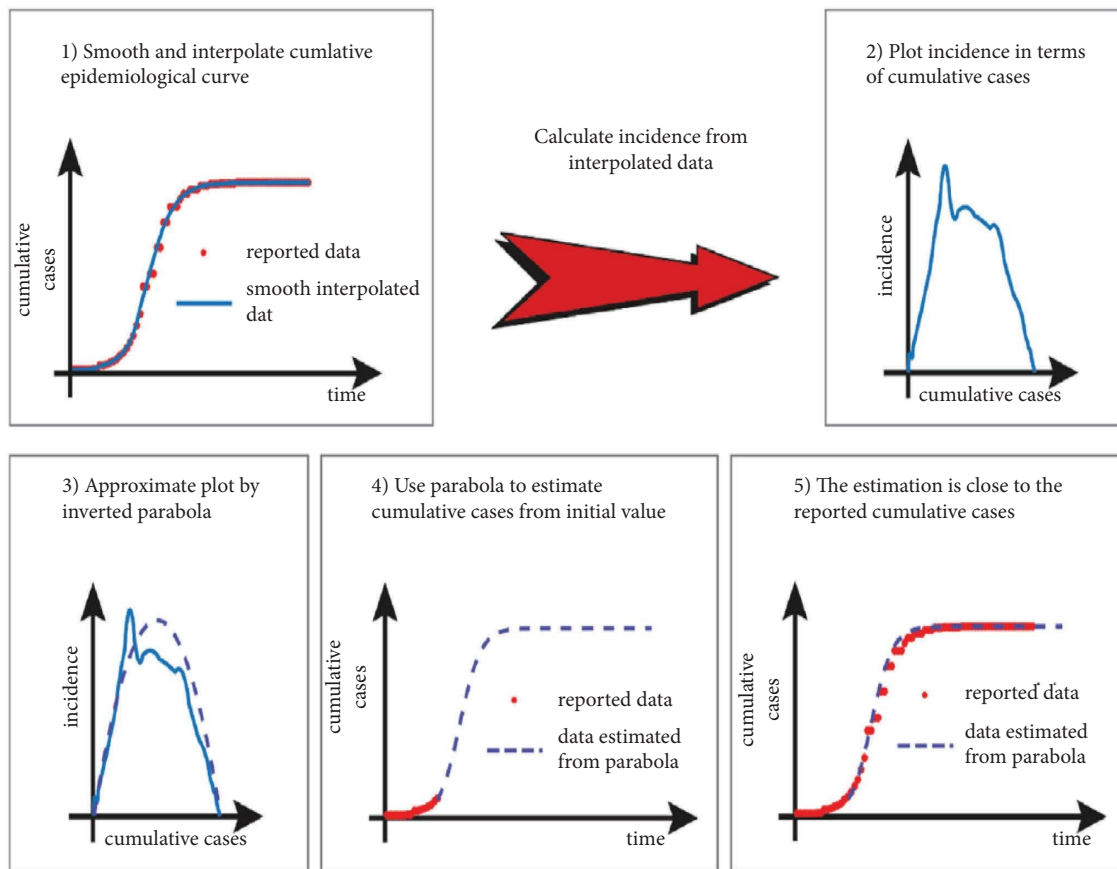 1) Smooth and interpolate cumlative
epidemiological curve
cumulative
cases
reported data
smooth interpolated
dat
time
Calculate incidence from
interpolated data
2) Plot incidence in terms
of cumulative cases
incidence
cumulative cases
3) Approximate plot by
inverted parabola
incidence
cumulative cases
4) Use parabola to estimate
cumulative cases from initial value
cumulative
cases
reported data
data estimated
from parabola
time
5) The estimation is close to the
reported cumulative cases
cumulative
cases
reported data
data estimated
from parabola
time